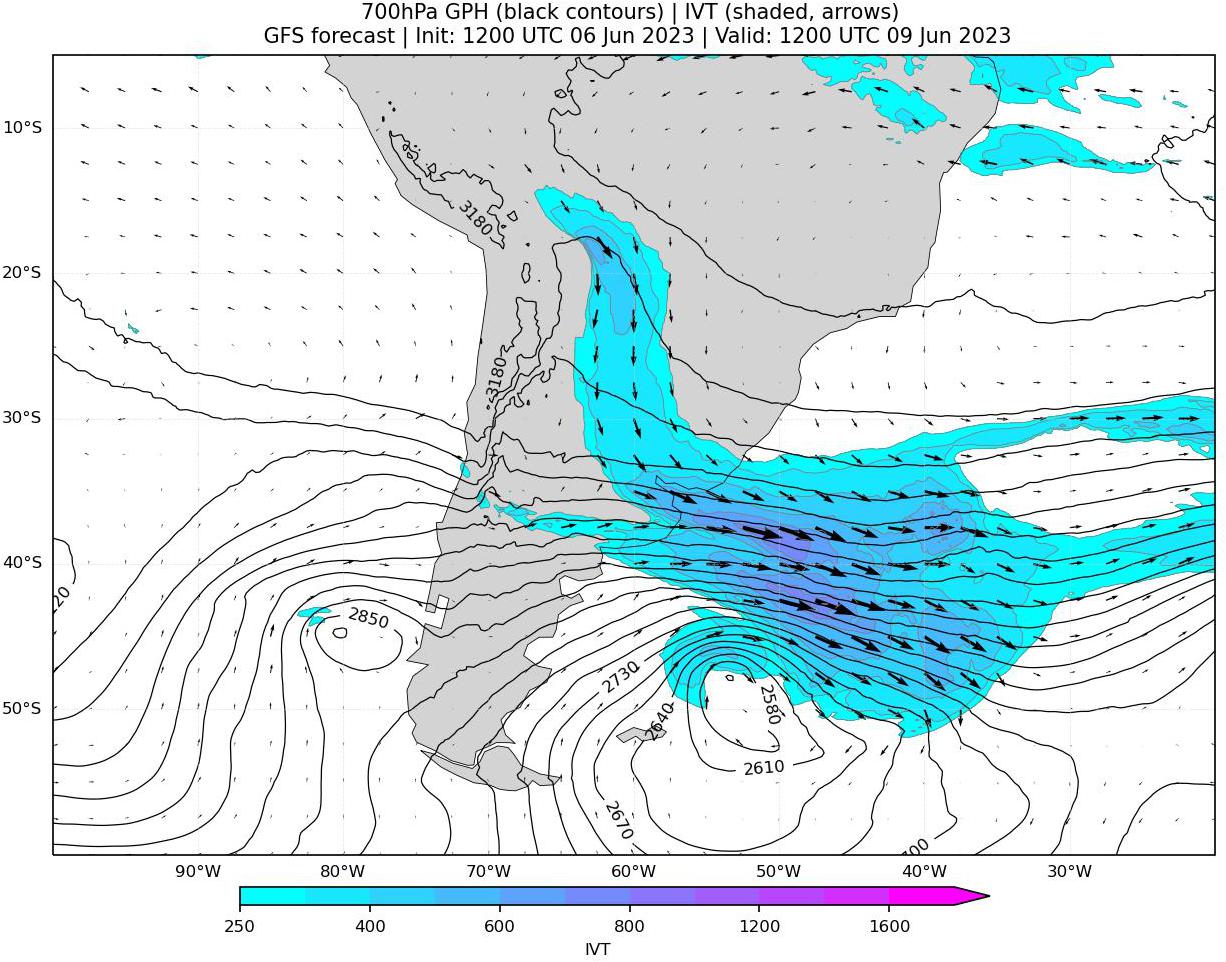 700hPa GPH (black contours) | IVT (shaded, arrows)
GFS forecast | Init: 1200 UTC 06 Jun 2023 | Valid: 1200 UTC 09 Jun 2023
10°S
3180
20°S
3180
30°S
40°S
20
2850
2730
2580
2640
50°S
2610
2670
00
90°W 80°W 70°W 60°W 50°W 40°W 30°W
250 400 600 800 1200 1600
IVT